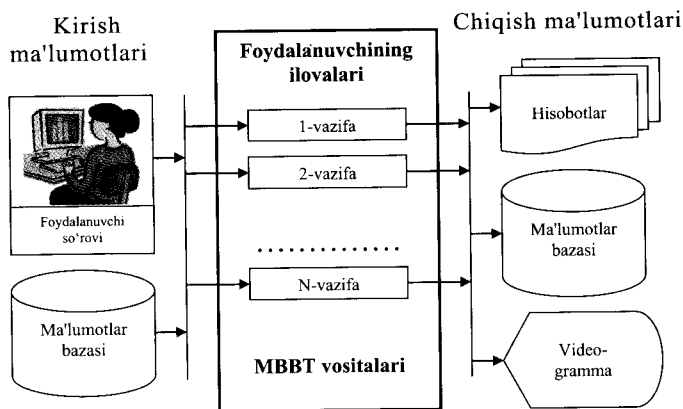 Kirish
ma'lumotlari
Foydalanuvchi
so‘rovi
Ma'lumotlar
bazasi
Foydalanuvchining
ilovalari
1-vazifa
2-vazifa
..............
N-vazifa
MBBT vositalari
Chiqish ma'lumotlari
Hisobotlar
Ma'lumotlar
bazasi
Video-
gramma